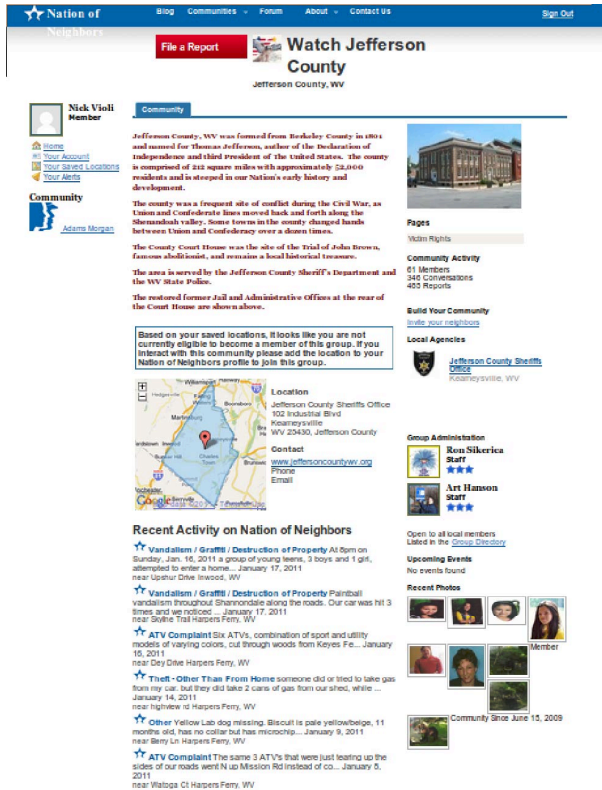 Nation of
Neighbors
Blog Communities Forum About Contact Us
Sign Out
File a Report
Watch Jefferson
County
Jefferson County, WV
Nick Violi
Member
Home
Your Account
Your Saved Locations
Your Alerts
Community
Adams Morgan
Community
Jefferson County, WV was formed from Berkeley County in 1801
and named for Thomas Jefferson, author of the Declaration of
Independence and third President of The United States. The county
is comprised of 212 square miles with approximately 52,000
residents and is steeped in our Nation's early history and
development.
The county was a frequent site of conflict during the Civil War, as
Union and Confederate lines moved back and forth along the
Shenandoah valley. Some towns in the county changed hands
between Union and Confederacy over a dozen times.
The County Court House was the site of the Trial of John Brown,
famous abolitionist, and remains a local historical treasure.
The area is served by the Jefferson County Sheriff's Department and
the WV State Police.
The restored former Jail and Administrative Offices at the rear of
the Court House are shown above.
Based on your saved locations, it looks like you are not
currently eligible to become a member of this group. If you
interact with this community please add the location to your
Nation of Neighbors profile to join this group.
Martinsburg
Inwood
Charles
Town
Boonsboro
Google
Location
Jefferson County Sheriffs Office
102 Industrial Blvd
Kearneysville
WV 25430, Jefferson County
Contact
www.jeffersoncountywv.org
Phone
Email
Recent Activity on Nation of Neighbors
Vandalism / Graffiti / Destruction of Property At 8pm on
Sunday, Jan. 16, 2011 a group of young teens, 3 boys and 1 girl,
attempted to enter a home... January 17, 2011
near Upshur Drive Inwood, WV
Vandalism / Graffiti / Destruction of Property Paintball
vandalism throughout Shannondale along the roads. Our car was hit 3
times and we noticed ... January 17, 2011
near Skyline Trail Harpers Ferry, WV
ATV Complaint Six ATVs, combination of sport and utility
models of varying colors, cut through woods from Keyes Fe... January
16, 2011
near Dey Drive Harpers Ferry, WV
Theft - Other Than From Home someone did or tried to take gas
from my car. but they did take 2 cans of gas from our shed, while ...
January 14, 2011
near highview rd Harpers Ferry, WV
Other Yellow Lab dog missing. Biscuit is pale yellow/beige, 11
months old, has no collar but has microchip... January 9, 2011
near Berry Ln Harpers Ferry, WV
ATV Complaint The same 3 ATV's that were just tearing up the
sides of our roads went N up Mission Rd instead of co... January 5,
2011
near Watoga Ct Harpers Ferry, WV
Pages
Victim Rights
Community Activity
61 Members
346 Conversations
465 Reports
Build Your Community
Invite your neighbors
Local Agencies
Jefferson County Sheriffs
Office
Kearneysville, WV
Group Administration
Ron Sikerica
Staff
Art Hanson
Staff
Open to all local members
Listed in the Group Directory
Upcoming Events
No events found
Recent Photos
Member
Community Since June 15, 2009